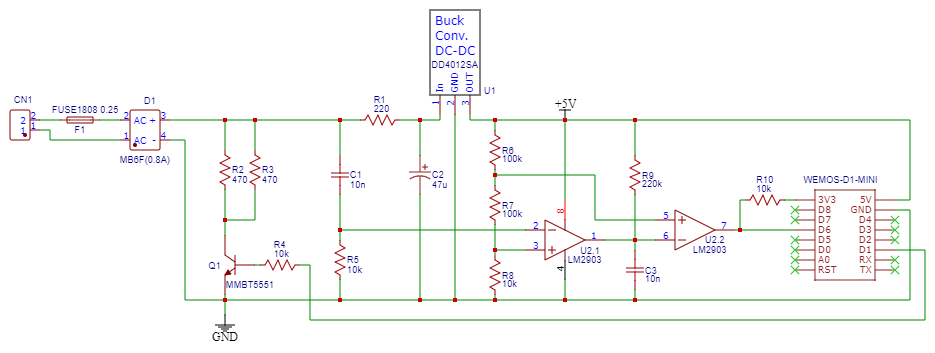 Buck
Conv.
DC-DC
DD4012SA
In
GND
OUT
1
2
3
U1
CN1
2
1
2
1
FUSE1808 0.25
F1
D1
2
1
AC +
AC -
3
4
MB6F(0.8A)
R1
220
+5V
R2
470
R3
470
C1
10n
C2
47u
R6
100k
R7
100k
R8
10k
R9
220k
R10
10k
WEMOS-D1-MINI
3V3
D8
D7
D6
D5
D0
A0
RST
5V
GND
D4
D3
D2
D1
RX
TX
8
2
3
1
4
U2.1
LM2903
5
6
7
U2.2
LM2903
C3
10n
R5
10k
R4
10k
Q1
MMBT5551
GND